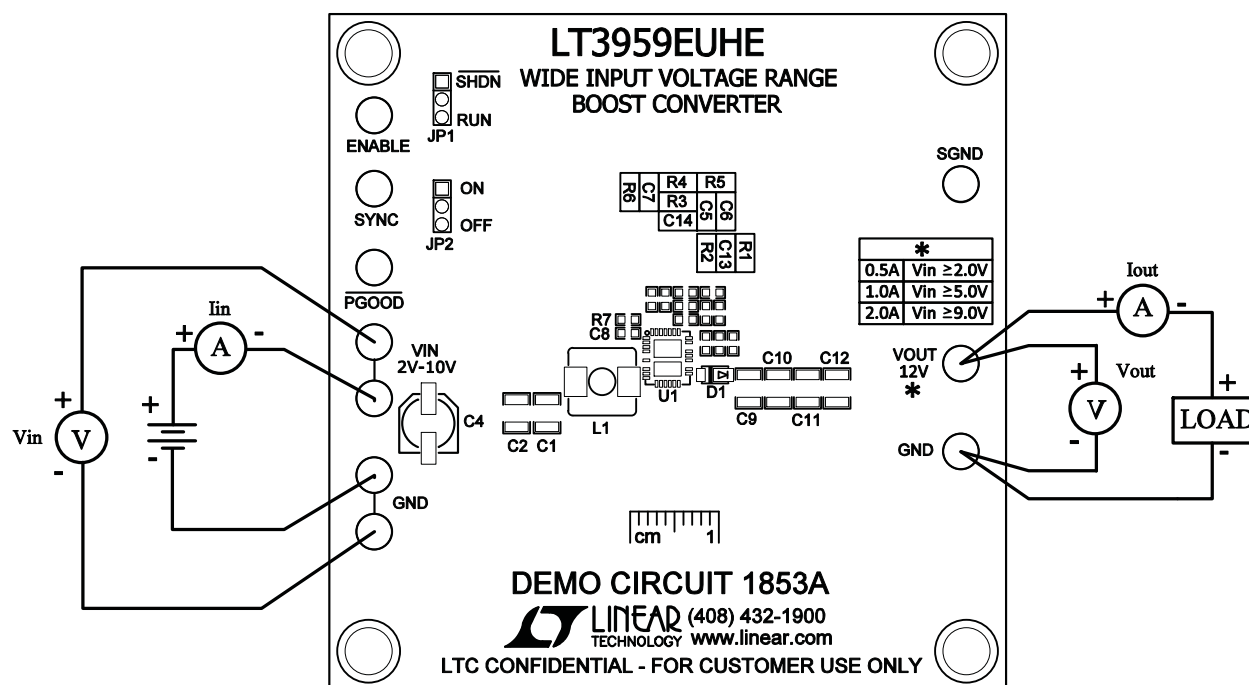 LT3959EUHE
WIDE INPUT VOLTAGE RANGE
BOOST CONVERTER
SHDN
RUN
JP1
ENABLE
ON
OFF
JP2
SYNC
PGOOD
SGND
R6
C7
R4
R5
R3
C14
C5
C6
R2
C13
R1
*
0.5A Vin ≥2.0V
1.0A Vin ≥5.0V
2.0A Vin ≥9.0V
Iin
+ A -
Vin
+
V
-
+
-
VIN
2V-10V
C4
GND
R7
C8
C2 C1
L1
U1
D1
C10 C12
C9 C11
VOUT
12V
*
GND
Iout
+ A -
Vout
+
V
-
+
LOAD
-
cm 1
DEMO CIRCUIT 1853A
LINEAR
TECHNOLOGY
(408) 432-1900
www.linear.com
LTC CONFIDENTIAL - FOR CUSTOMER USE ONLY